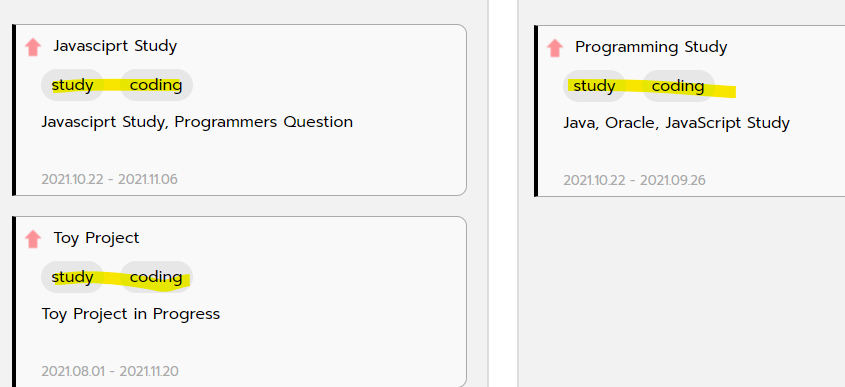 Javasciprt Study
study coding
Javasciprt Study, Programmers Question
2021.10.22 - 2021.11.06
Toy Project
study coding
Toy Project in Progress
2021.08.01 - 2021.11.20
Programming Study
study coding
Java, Oracle, JavaScript Study
2021.10.22 - 2021.09.26